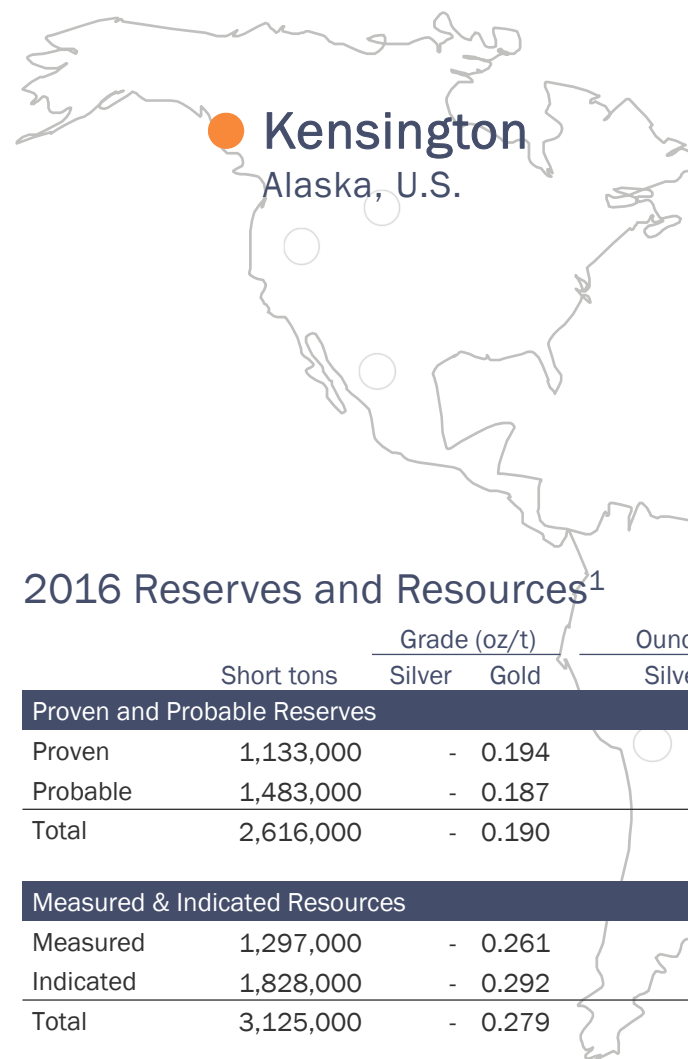 Kensington
Alaska, U.S.
2016 Reserves and Resources¹
Grade (oz/t)
Short tons Silver Gold
Proven and Probable Reserves
Proven 1,133,000 - 0.194
Probable 1,483,000 - 0.187
Total 2,616,000 - 0.190
Measured & Indicated Resources
Measured 1,297,000 - 0.261
Indicated 1,828,000 - 0.292
Total 3,125,000 - 0.279